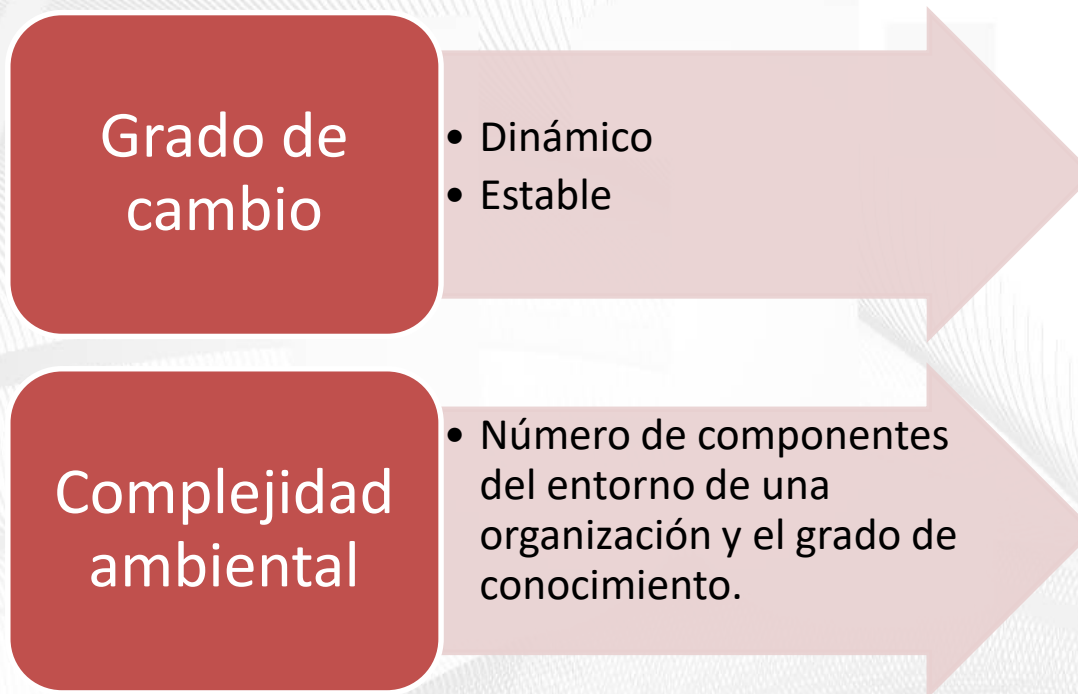 Grado de
cambio
• Dinámico
• Estable
Complejidad
ambiental
• Número de componentes
del entorno de una
organización y el grado de
conocimiento.